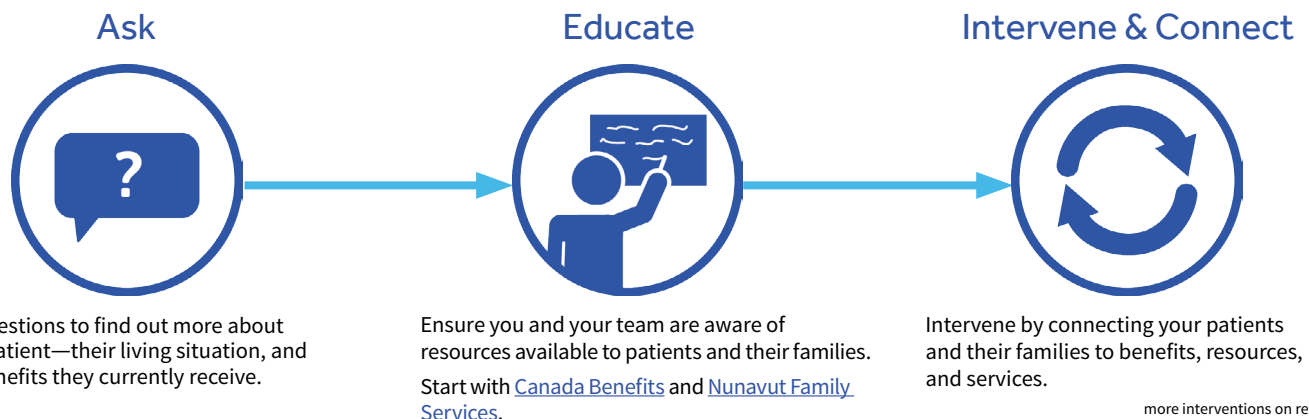 Ask
?
estions to find out more about
atient—their living situation, and
nefits they currently receive.
Educate
Ensure you and your team are aware of
resources available to patients and their families.
Start with Canada Benefits and Nunavut Family
Services.
Intervene & Connect
Intervene by connecting your patients
and their families to benefits, resources,
and services.
more interventions on re